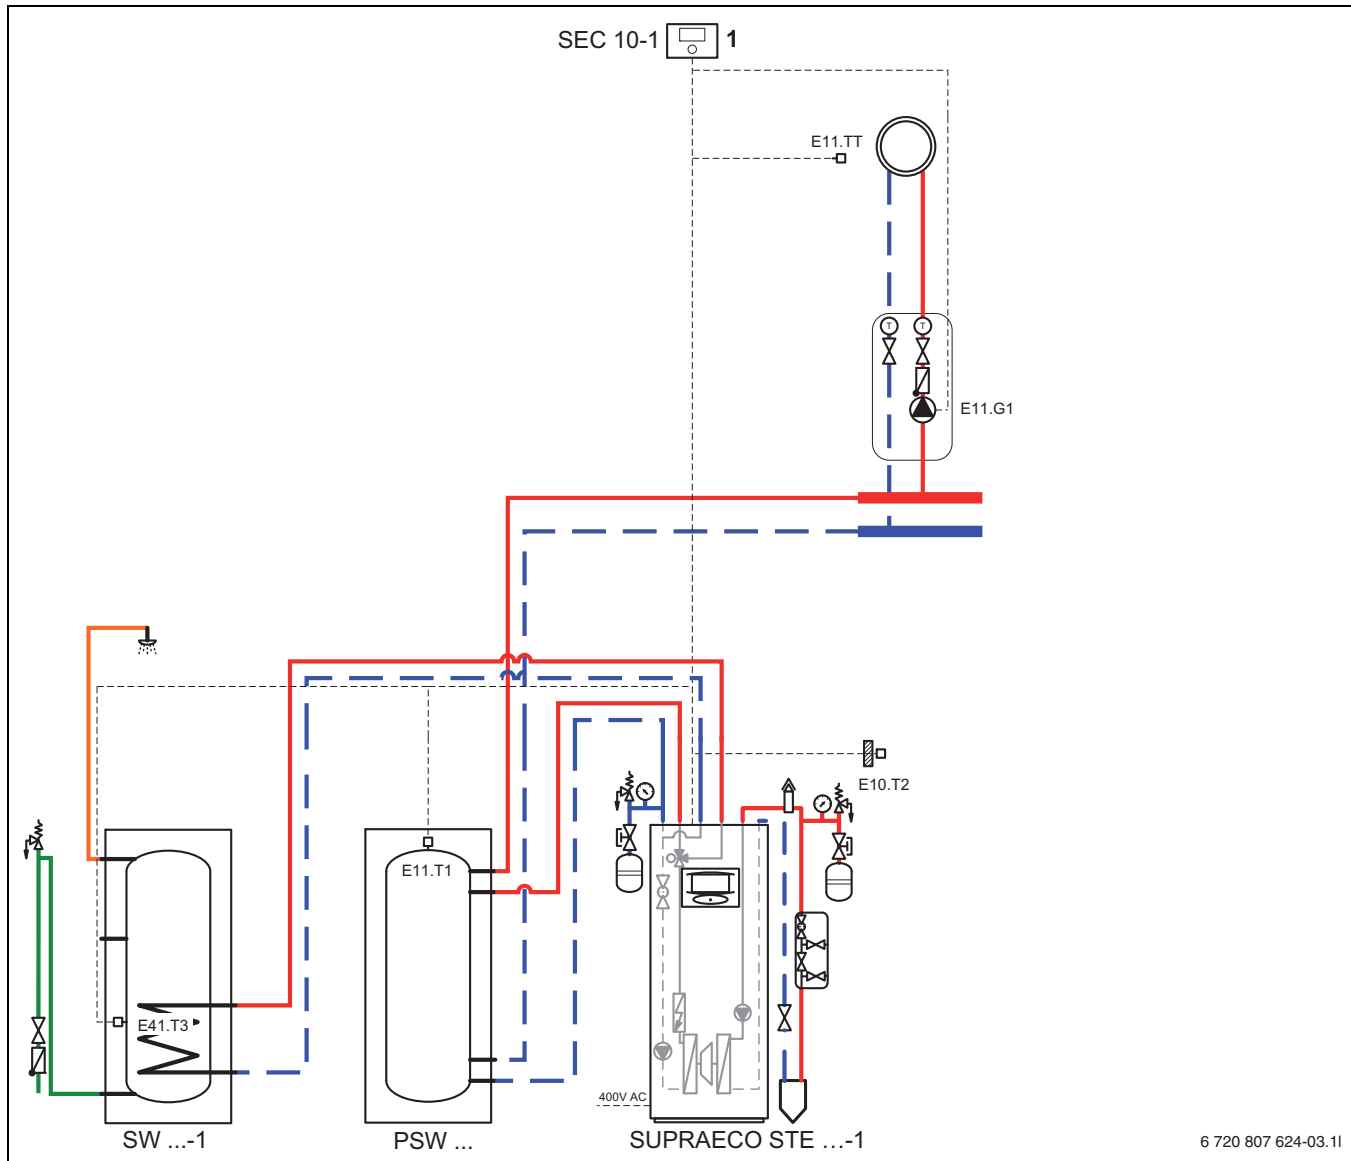 SEC 10-1 1
E11.TT
T T
E11.G1
E10.T2
E11.T1
E41.T3
400V AC
SW ...-1
PSW ...
SUPRAECO STE ...-1
6 720 807 624-03.1l